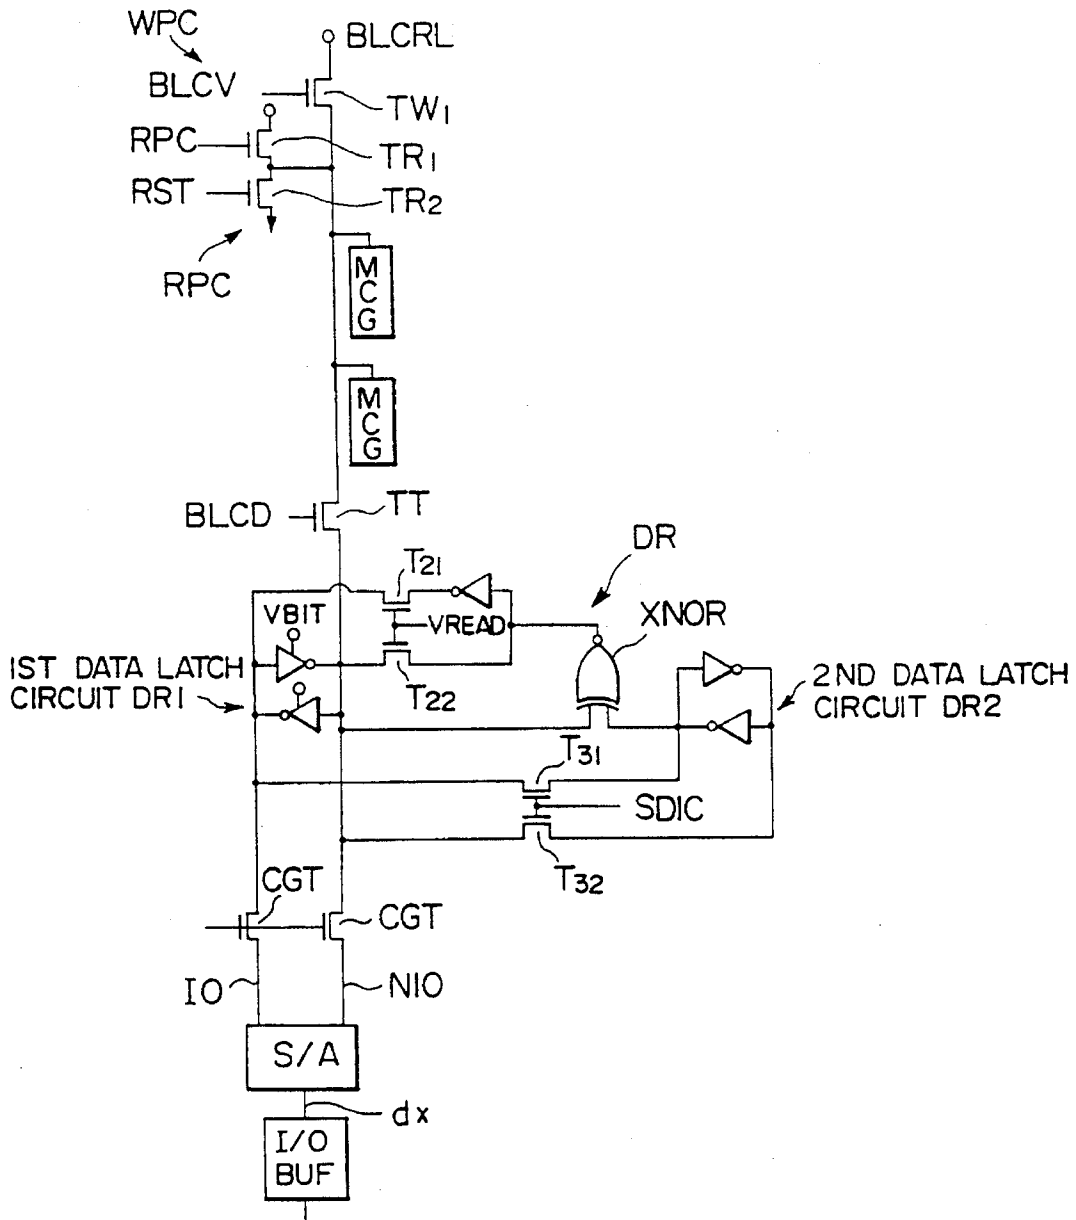 WPC
BLCRL
BLCV
TW1
RPC
TR1
RST
TR2
RPC
MCG
MCG
BLCD
TT
DR
T21
XNOR
VBIT
VREAD
1ST DATA LATCH
CIRCUIT DR1
T22
2ND DATA LATCH
CIRCUIT DR2
T31
SDIC
T32
CGT
CGT
IO
NIO
S/A
dx
I/O
BUF